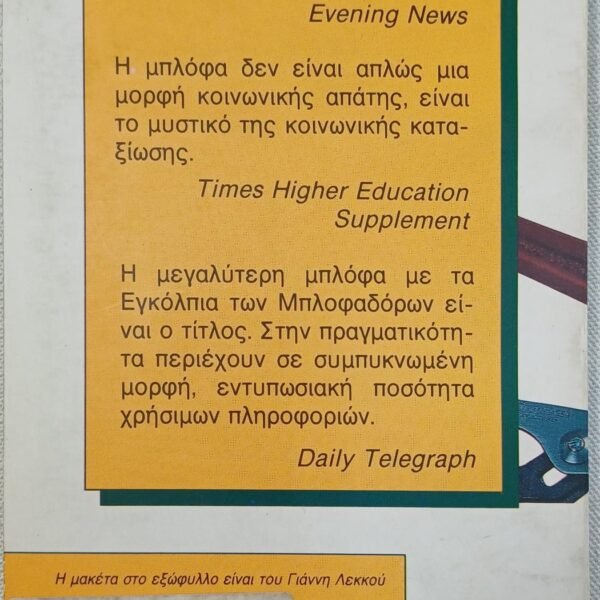 Evening News
Η μπλόφα δεν είναι απλώς μια
μορφή κοινωνικής απάτης, είναι
το μυστικό της κοινωνικής κατα-
ξίωσης.
Times Higher Education
Supplement
Η μεγαλύτερη μπλόφα με τα
Εγκόλπια των Μπλοφαδόρων εί-
ναι ο τίτλος. Στην πραγματικότη-
τα περιέχουν σε συμπυκνωμένη
μορφή, εντυπωσιακή ποσότητα
χρήσιμων πληροφοριών.
Daily Telegraph
Η μακέτα στο εξώφυλλο είναι του Γιάννη Λεκκού